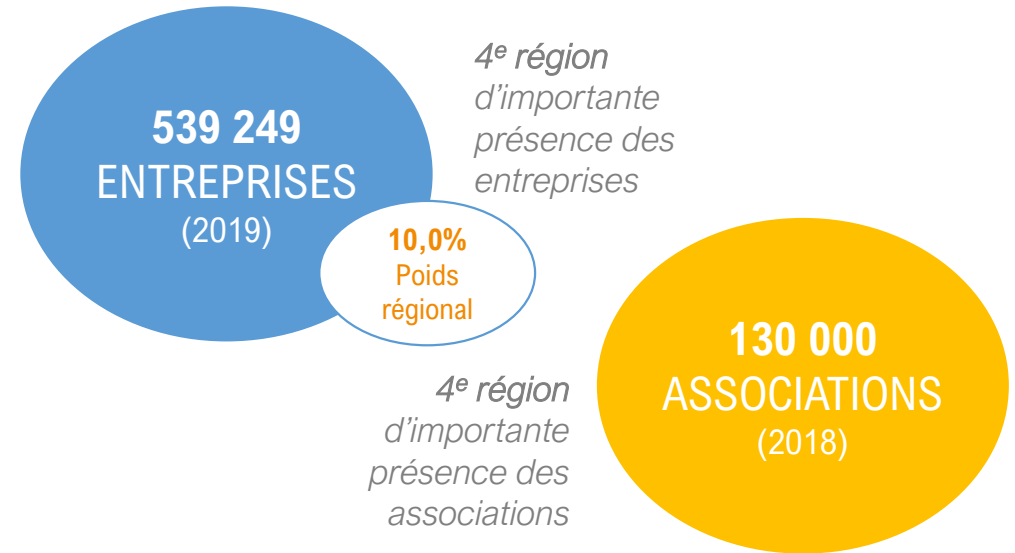 539 249
ENTREPRISES
(2019)
4e région
d'importante
présence des
entreprises
10,0%
Poids
régional
130 000
ASSOCIATIONS
(2018)
4e région
d'importante
présence des
associations